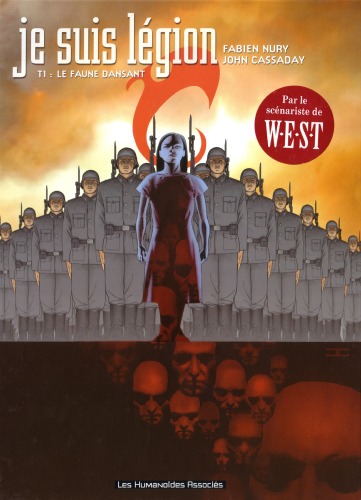 je suis légion
FABIEN NURY
JOHN CASSADAY
T1 : LE FAUNE DANSANT
Par le
scénariste de
W·E·S·T
Les Humanoïdes Associés